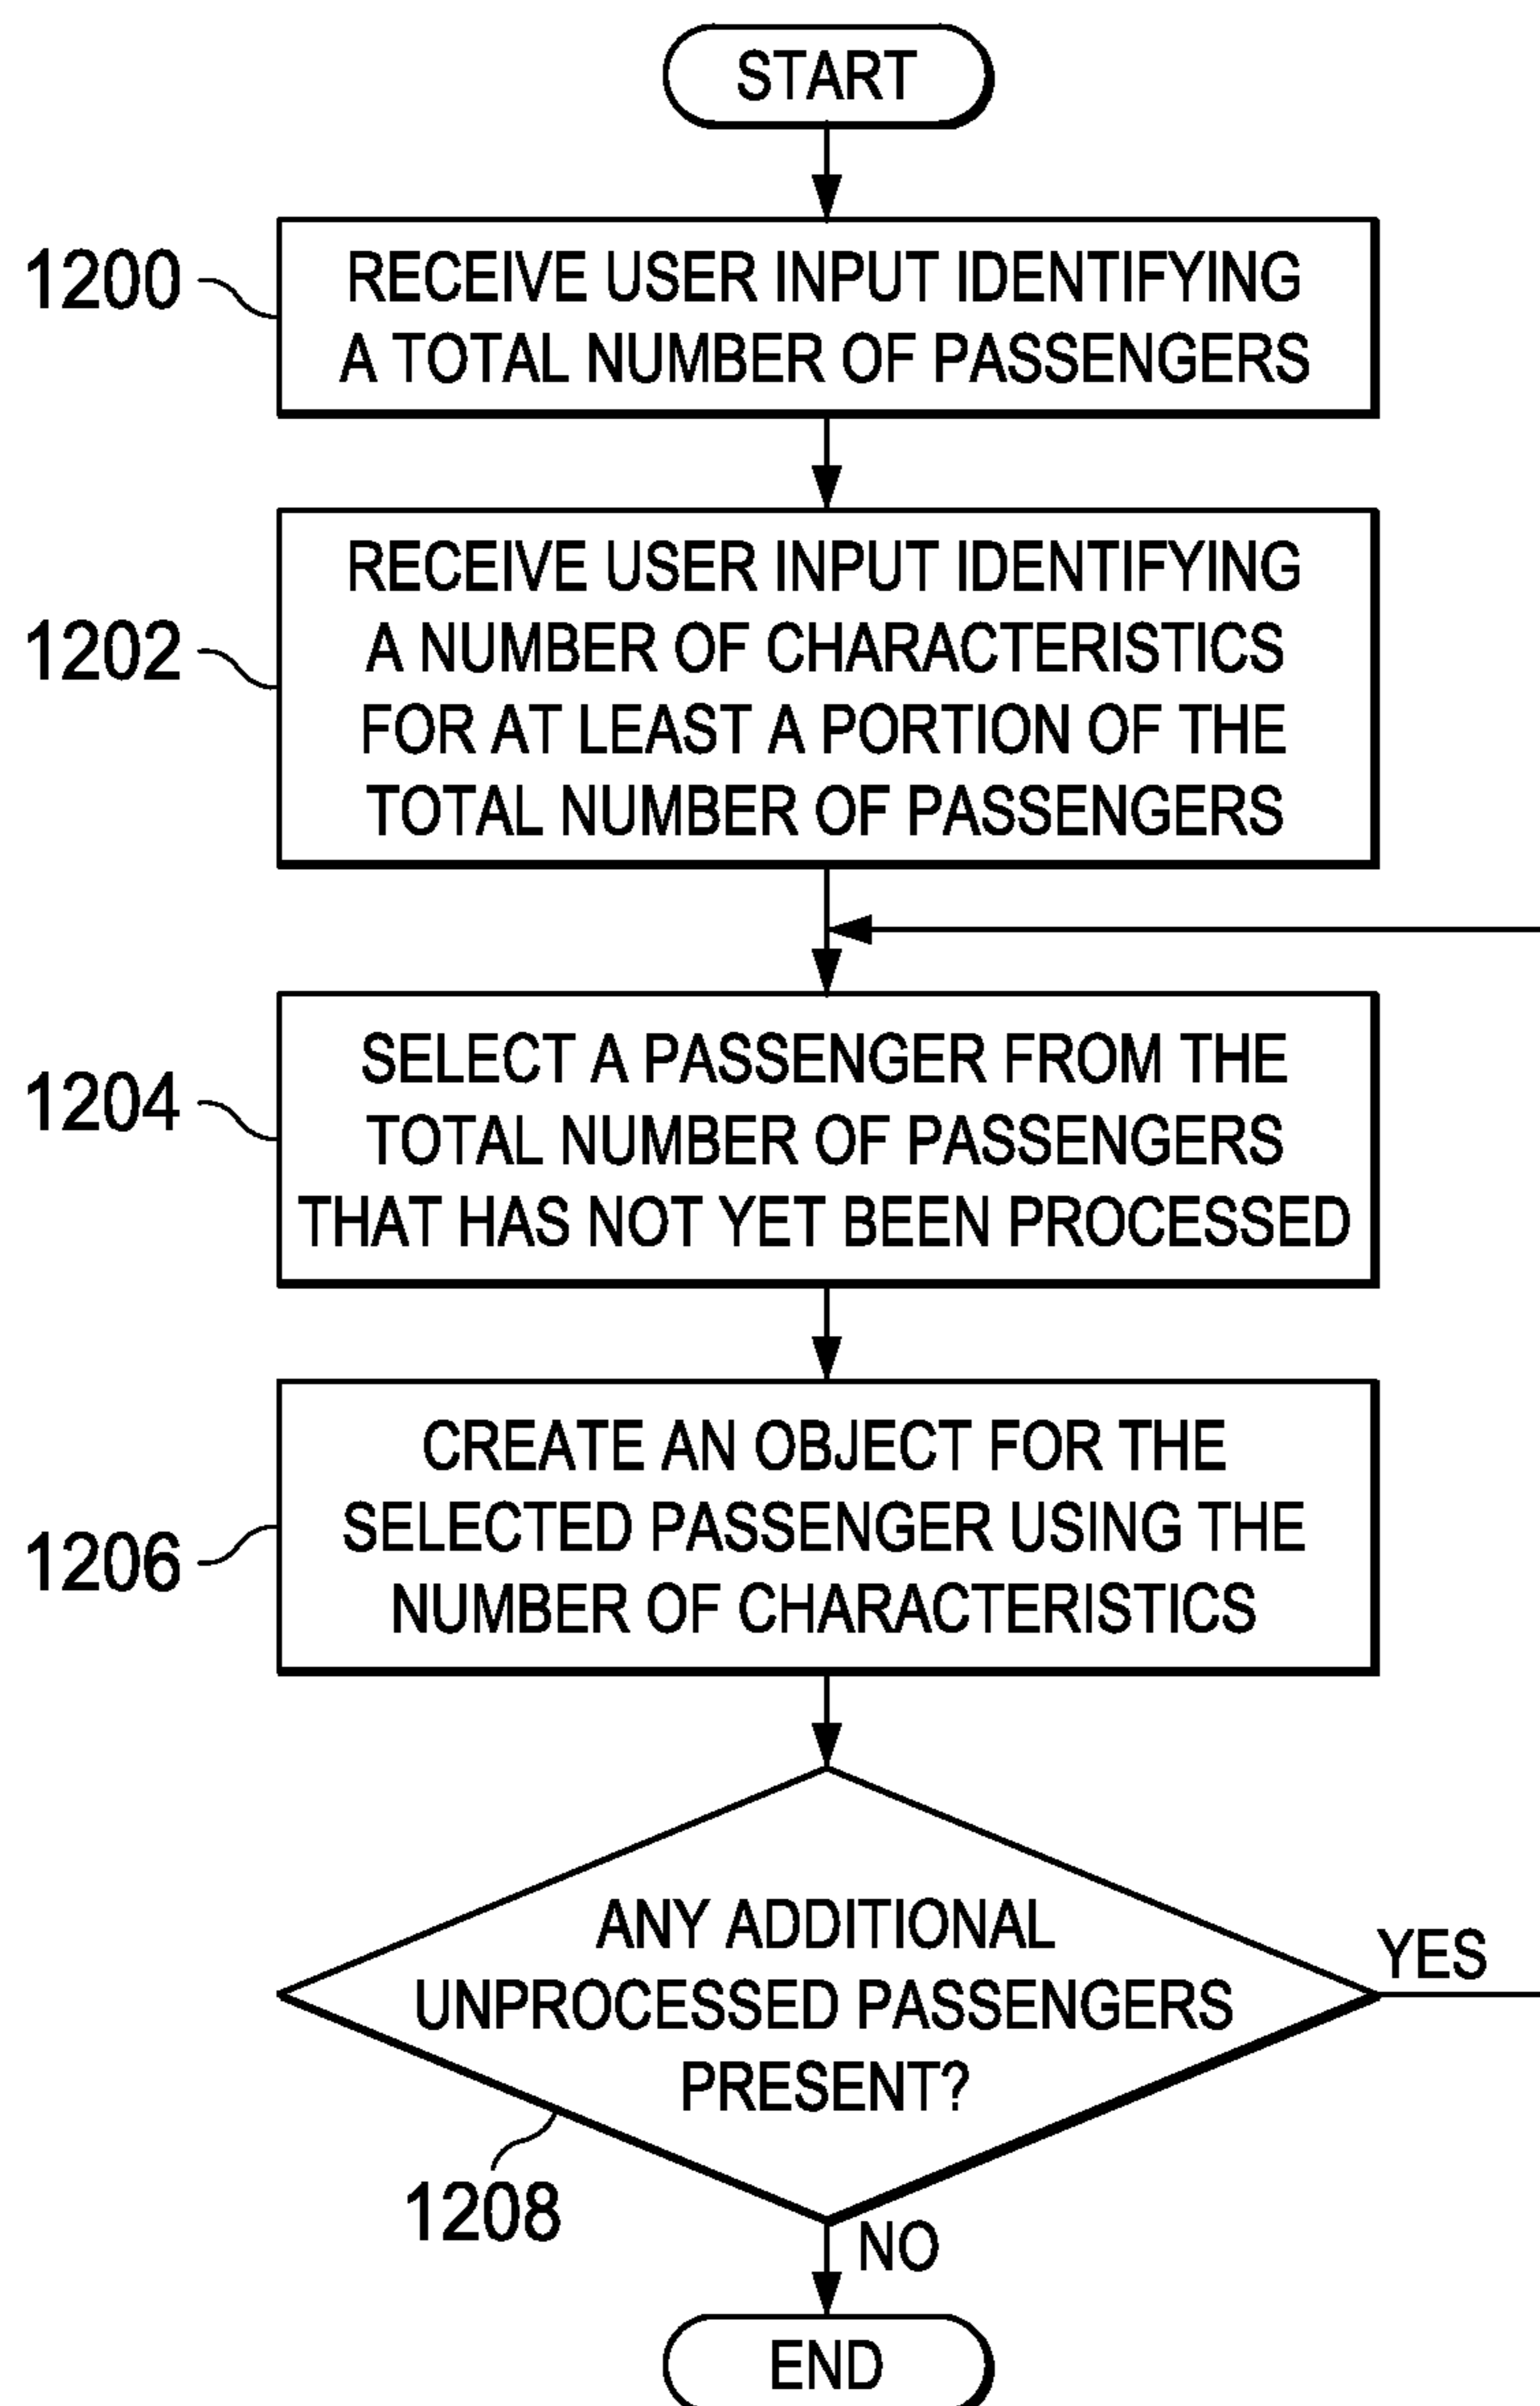 START
1200
RECEIVE USER INPUT IDENTIFYING
A TOTAL NUMBER OF PASSENGERS
1202
RECEIVE USER INPUT IDENTIFYING
A NUMBER OF CHARACTERISTICS
FOR AT LEAST A PORTION OF THE
TOTAL NUMBER OF PASSENGERS
1204
SELECT A PASSENGER FROM THE
TOTAL NUMBER OF PASSENGERS
THAT HAS NOT YET BEEN PROCESSED
1206
CREATE AN OBJECT FOR THE
SELECTED PASSENGER USING THE
NUMBER OF CHARACTERISTICS
ANY ADDITIONAL
UNPROCESSED PASSENGERS
PRESENT?
YES
1208
NO
END